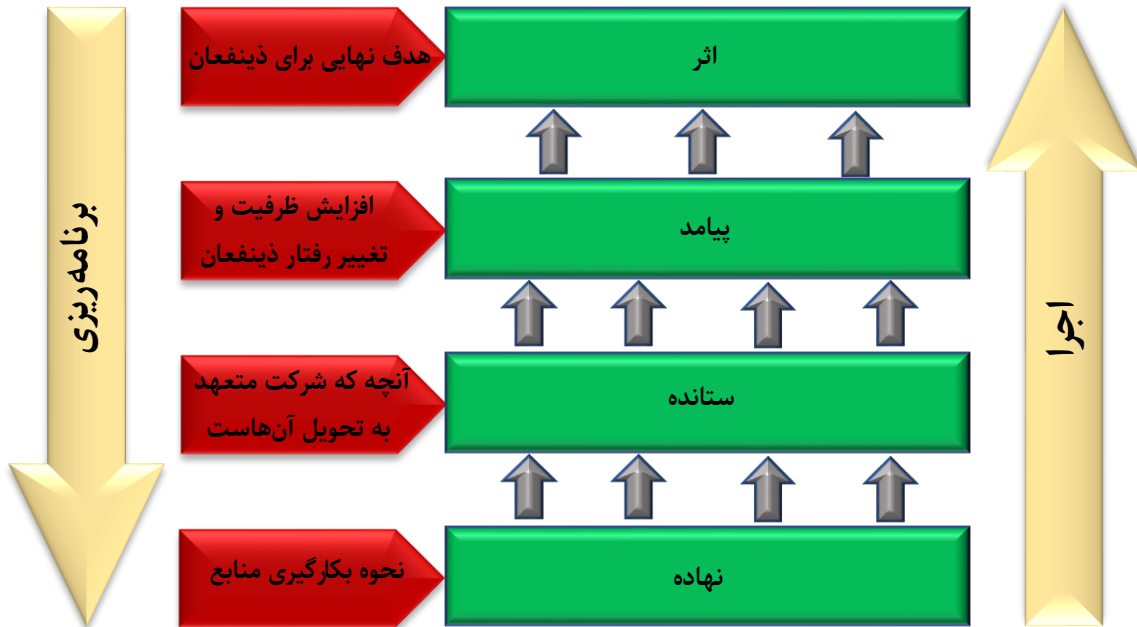 هدف نهایی برای ذینفعان
اثر
افزایش ظرفیت و
تغییر رفتار ذینفعان
پیامد
آنچه که شرکت متعهد
به تحویل آن‌هاست
ستانده
نحوه بکارگیری منابع
نهاده
برنامه‌ریزی
اجرا